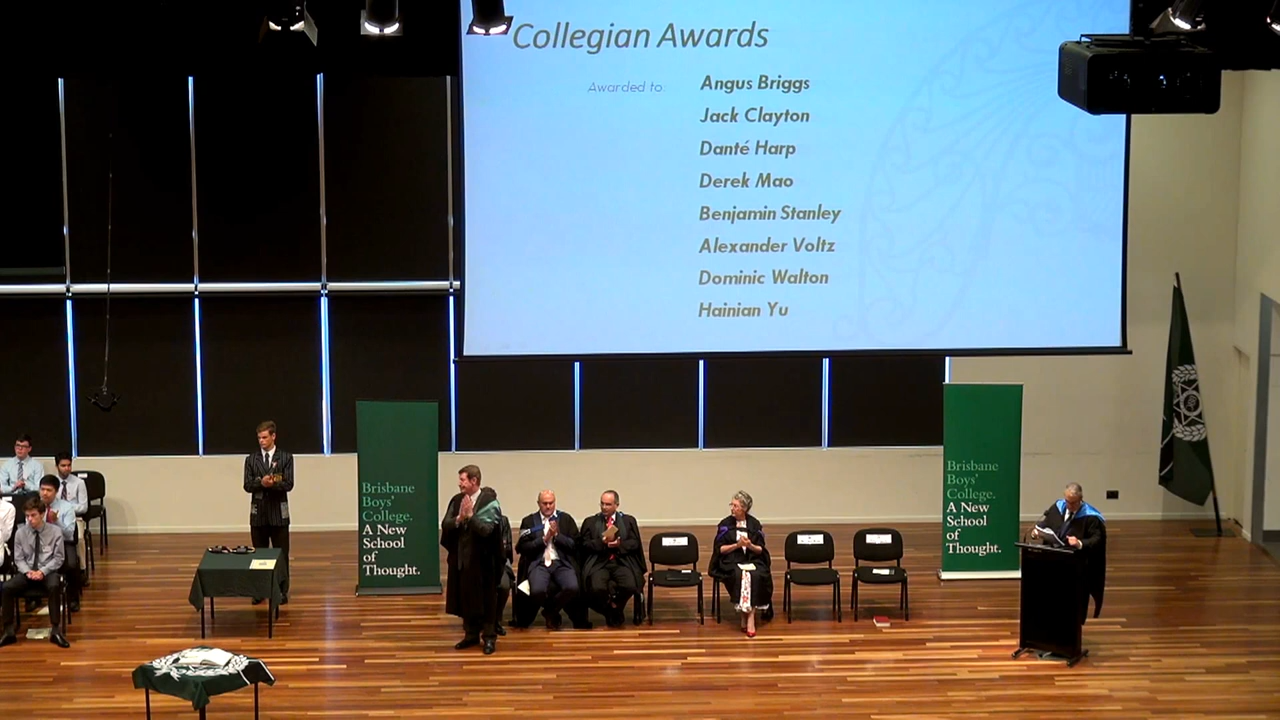 Collegian Awards
Awarded to:
Angus Briggs
Jack Clayton
Danté Harp
Derek Mao
Benjamin Stanley
Alexander Voltz
Dominic Walton
Hainian Yu
Brisbane
Boys'
College.
A New
School
of
Thought.
Brisbane
Boys'
College.
A New
School
of
Thought.